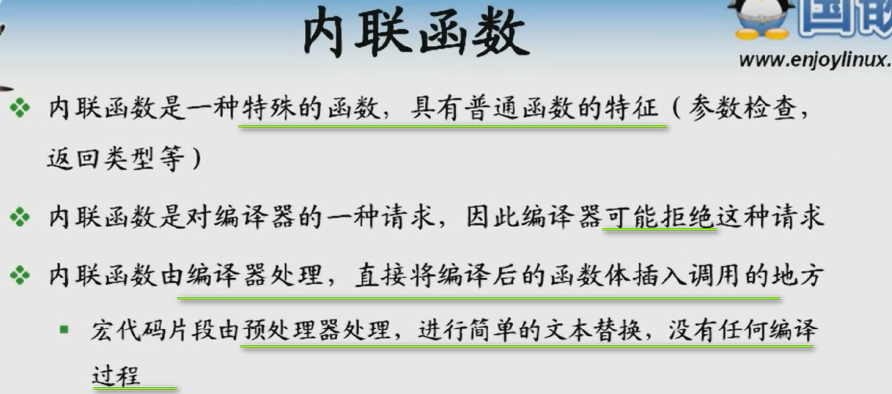 内联函数
国嵌
www.enjoylinux.
内联函数是一种特殊的函数，具有普通函数的特征（参数检查，
返回类型等）
内联函数是对编译器的一种请求，因此编译器可能拒绝这种请求
内联函数由编译器处理，直接将编译后的函数体插入调用的地方
宏代码片段由预处理器处理，进行简单的文本替换，没有任何编译
过程